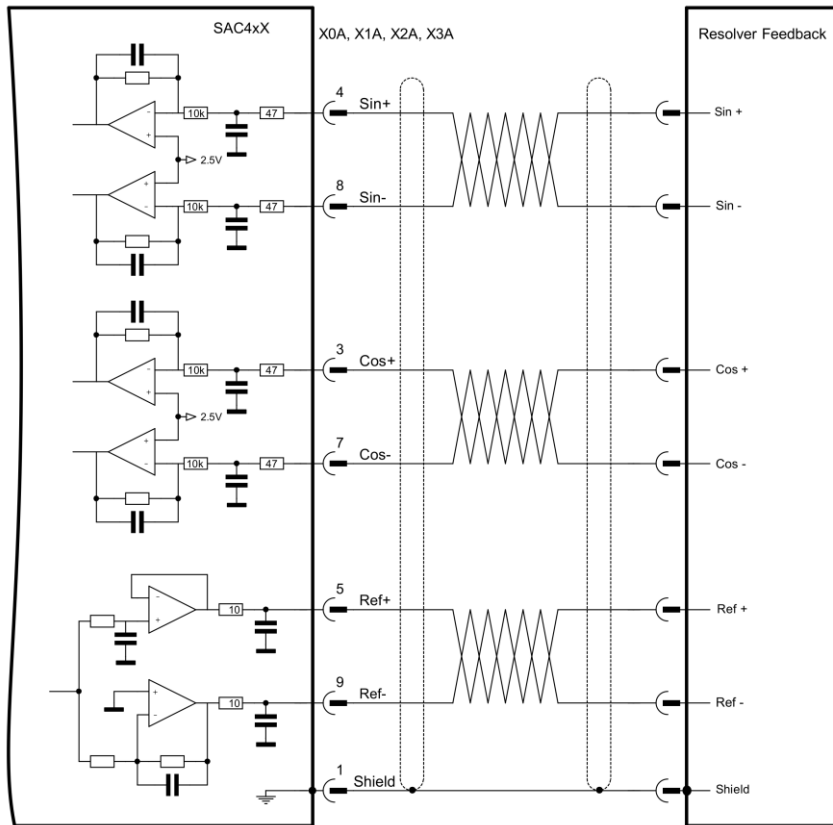 SAC4xX
X0A, X1A, X2A, X3A
Resolver Feedback
10k
47
4
Sin+
Sin +
-
+
2.5V
+
-
10k
47
8
Sin-
Sin -
10k
47
3
Cos+
Cos +
-
+
2.5V
+
-
10k
47
7
Cos-
Cos -
-
+
10
5
Ref+
Ref +
+
-
10
9
Ref-
Ref -
1
Shield
Shield